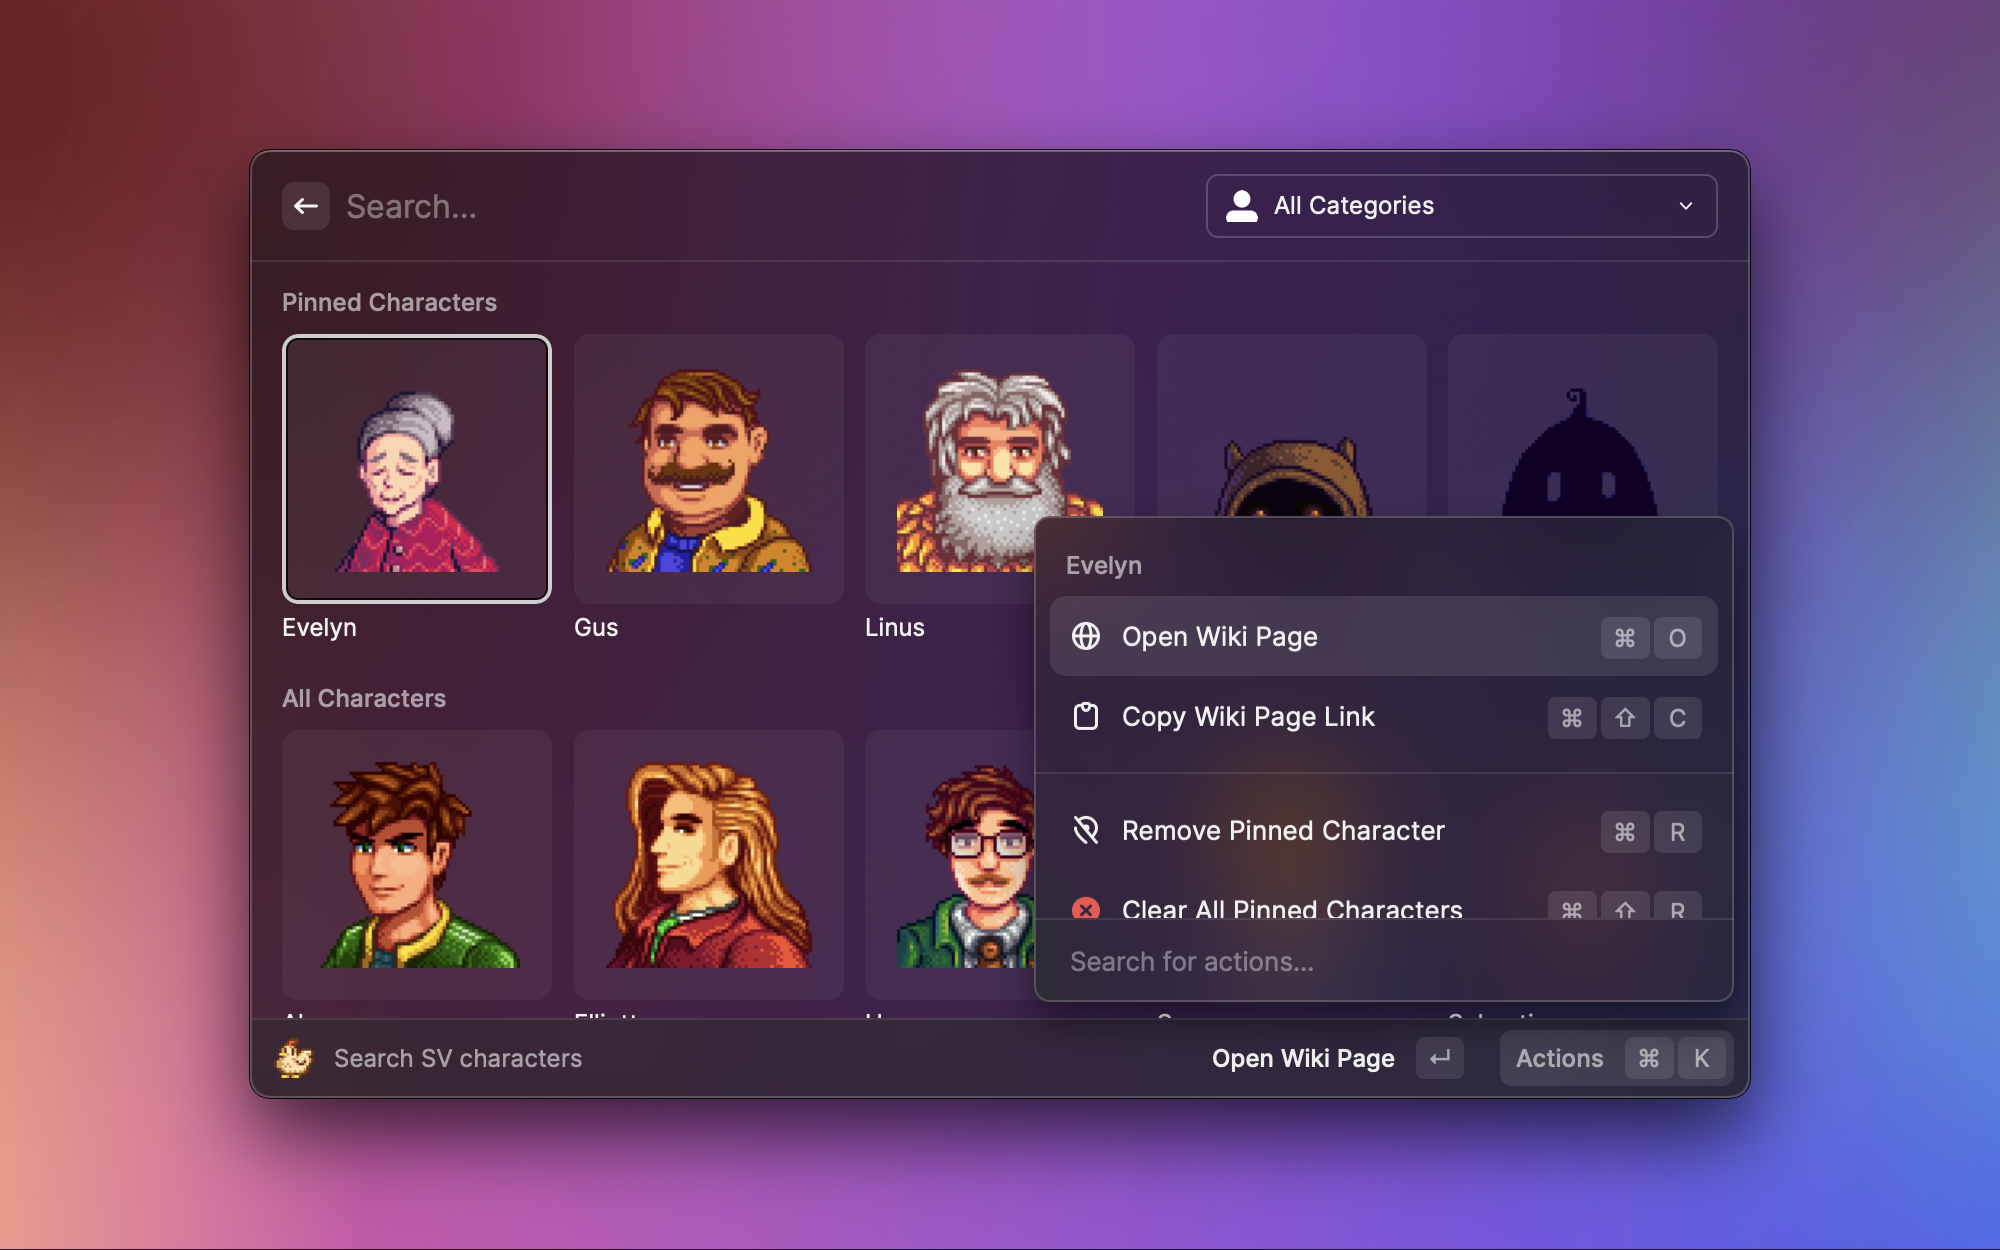 Search...
All Categories
Pinned Characters
Evelyn
Gus
Linus
Evelyn
Open Wiki Page ⌘ O
Copy Wiki Page Link ⌘ ⇧ C
Remove Pinned Character ⌘ R
Clear All Pinned Characters ⌘ ⇧ R
Search for actions...
All Characters
Elliott
Search SV characters
Open Wiki Page ↵
Actions ⌘ K